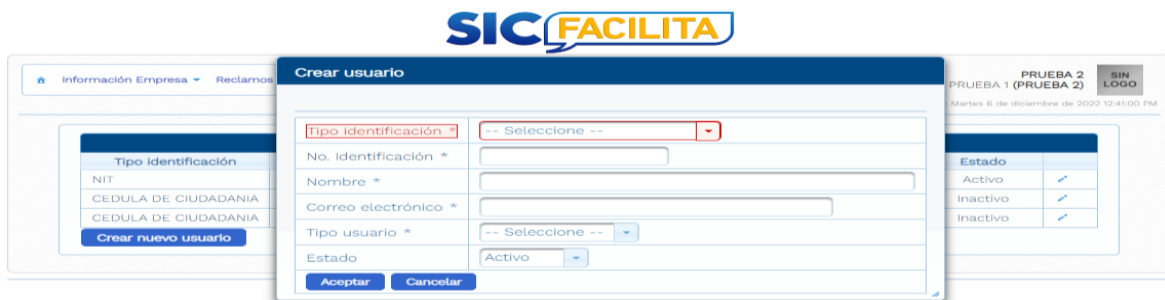 SIC FACILITA
Información Empresa Reclamos
Crear usuario
PRUEBA 2
PRUEBA 1 (PRUEBA 2)
SIN LOGO
Martes 6 de diciembre de 2022 12:41:00 PM
Tipo identificación * -- Seleccione --
No. Identificación *
Nombre *
Correo electrónico *
Tipo usuario * -- Seleccione --
Estado Activo
Aceptar Cancelar
Tipo identificación Estado
NIT Activo
CEDULA DE CIUDADANIA Inactivo
CEDULA DE CIUDADANIA Inactivo
Crear nuevo usuario